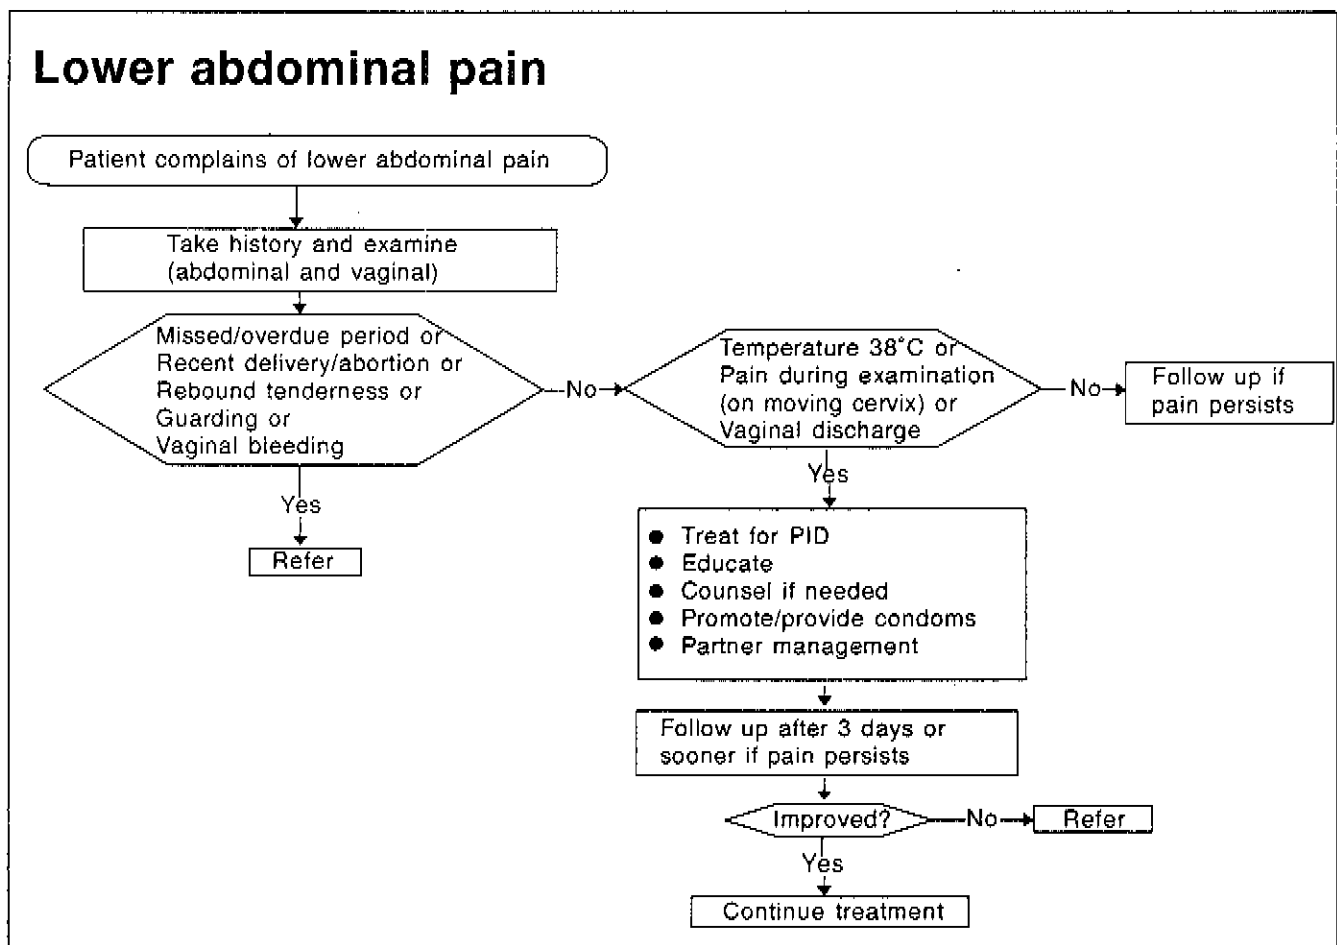 Lower abdominal pain
Patient complains of lower abdominal pain
Take history and examine
(abdominal and vaginal)
Missed/overdue period or
Recent delivery/abortion or
Rebound tenderness or
Guarding or
Vaginal bleeding
No
Temperature 38°C or
Pain during examination
(on moving cervix) or
Vaginal discharge
No
Follow up if
pain persists
Yes
Refer
Yes
● Treat for PID
● Educate
● Counsel if needed
● Promote/provide condoms
● Partner management
Follow up after 3 days or
sooner if pain persists
Improved?
No
Refer
Yes
Continue treatment